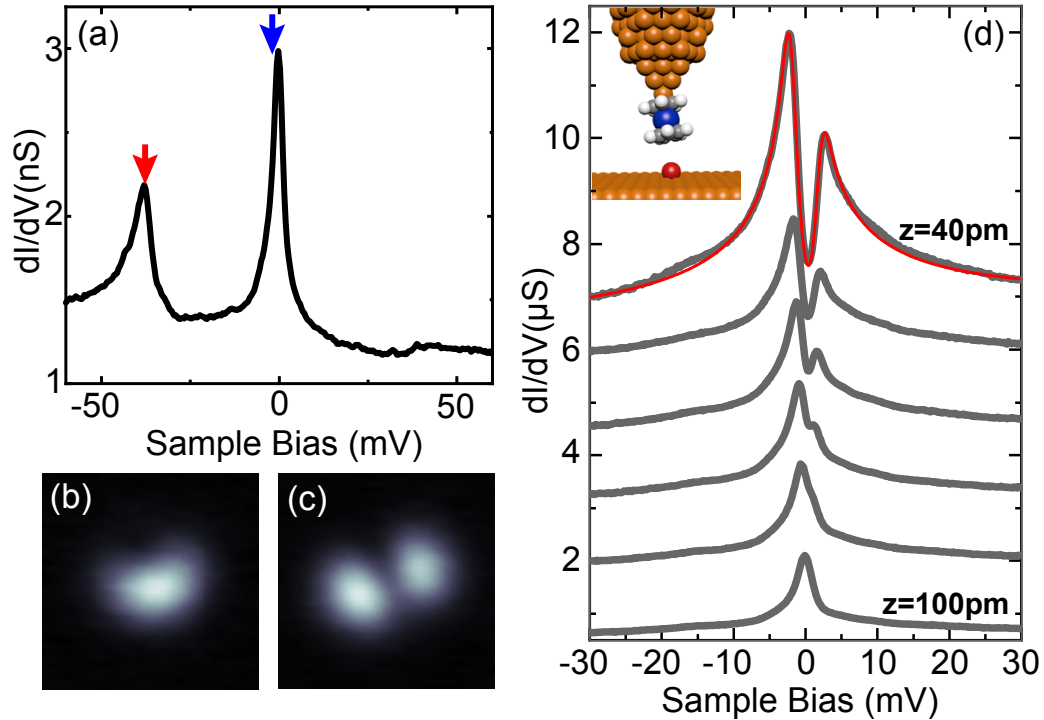 (a)
dI/dV(nS)
3
2
1
-50
0
50
Sample Bias (mV)
(b)
(c)
(d)
dI/dV(µS)
12
10
8
6
4
2
z=40pm
z=100pm
-30
-20
-10
0
10
20
30
Sample Bias (mV)